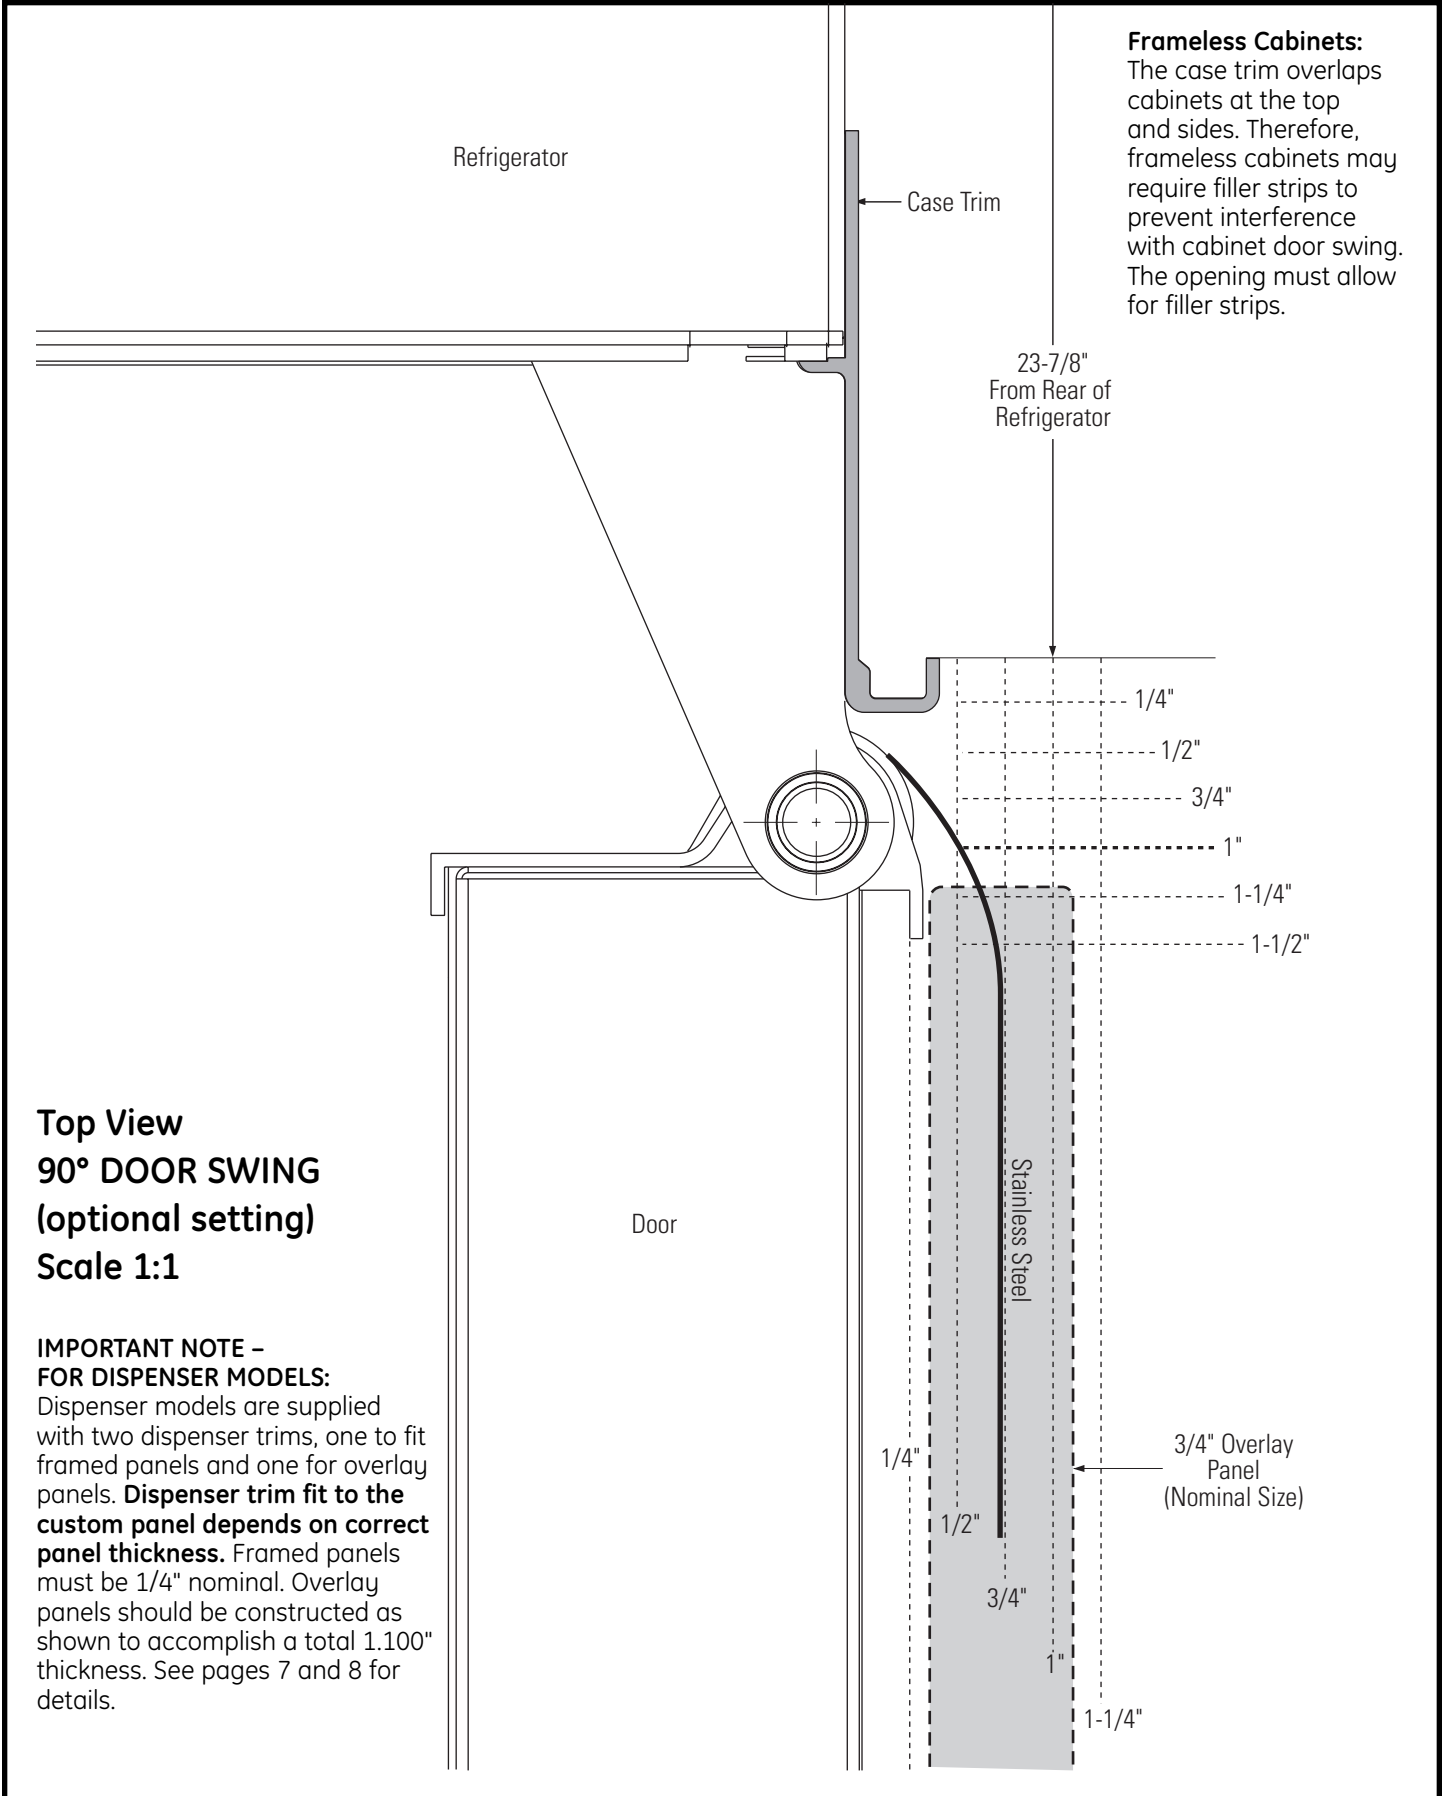 Frameless Cabinets:
The case trim overlaps
cabinets at the top
and sides. Therefore,
frameless cabinets may
require filler strips to
prevent interference
with cabinet door swing.
The opening must allow
for filler strips.
Refrigerator
Case Trim
23-7/8"
From Rear of
Refrigerator
1/4"
1/2"
3/4"
1"
1-1/4"
1-1/2"
Top View
90° DOOR SWING
(optional setting)
Scale 1:1
Door
Stainless Steel
IMPORTANT NOTE –
FOR DISPENSER MODELS:
Dispenser models are supplied
with two dispenser trims, one to fit
framed panels and one for overlay
panels. Dispenser trim fit to the
custom panel depends on correct
panel thickness. Framed panels
must be 1/4" nominal. Overlay
panels should be constructed as
shown to accomplish a total 1.100"
thickness. See pages 7 and 8 for
details.
3/4" Overlay
Panel
(Nominal Size)
1/4"
1/2"
3/4"
1"
1-1/4"